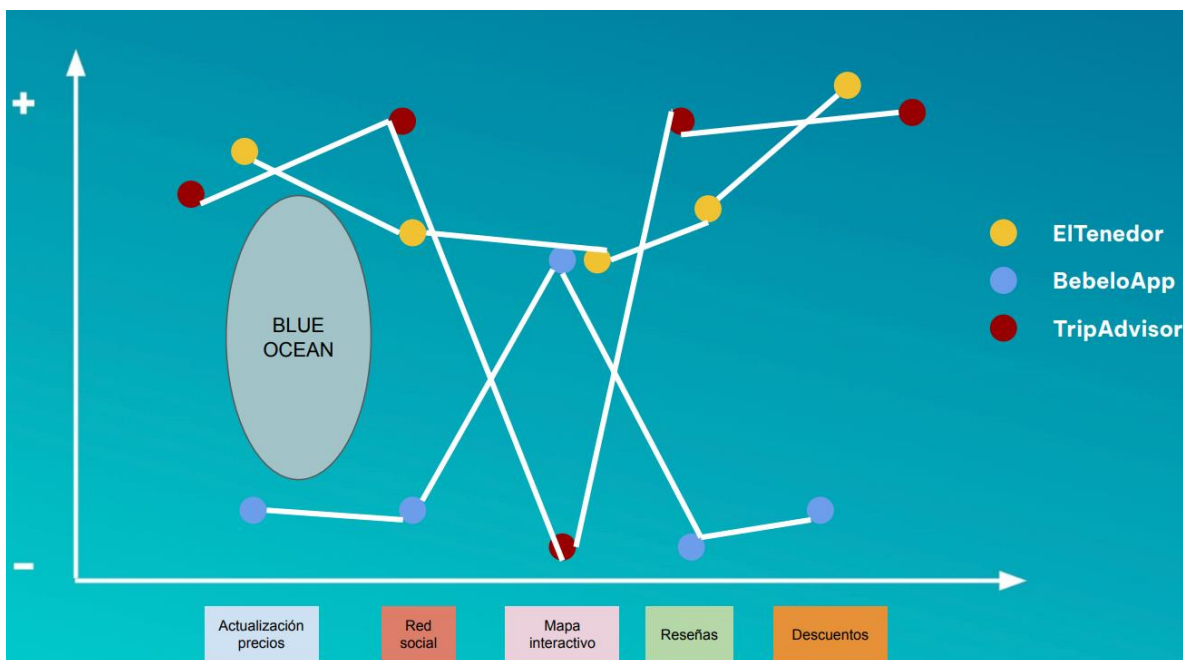 +
ElTenedor
BebeloApp
TripAdvisor
BLUE
OCEAN
–
Actualización
precios
Red
social
Mapa
interactivo
Reseñas
Descuentos